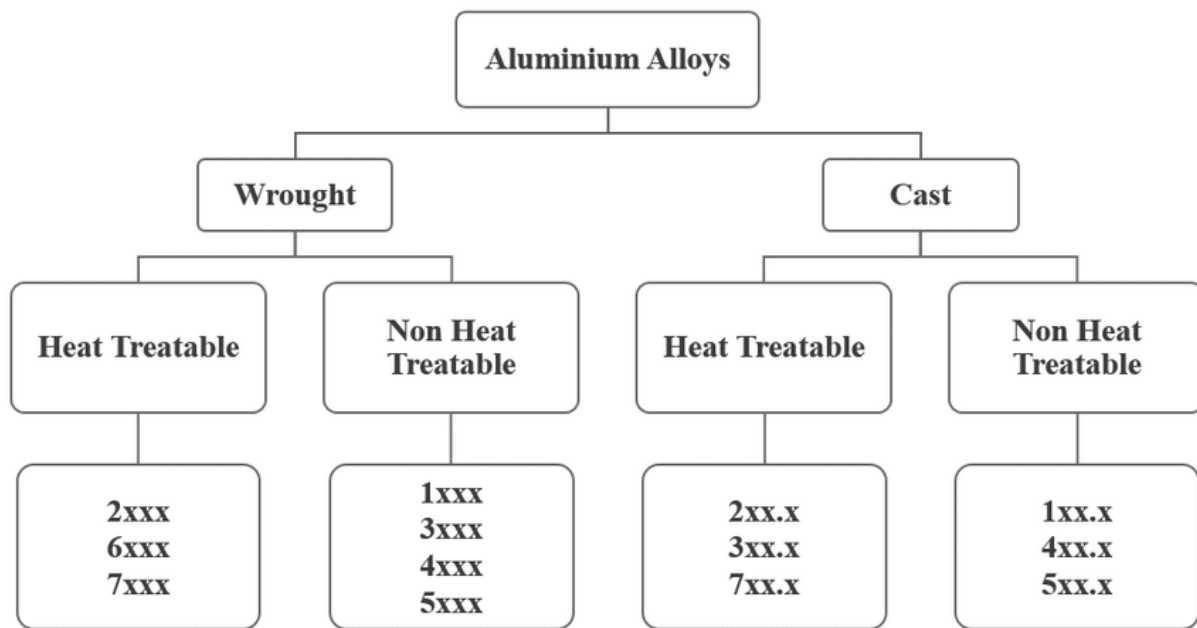 Aluminium Alloys
Wrought
Cast
Heat Treatable
Non Heat
Treatable
Heat Treatable
Non Heat
Treatable
2xxx
6xxx
7xxx
1xxx
3xxx
4xxx
5xxx
2xx.x
3xx.x
7xx.x
1xx.x
4xx.x
5xx.x